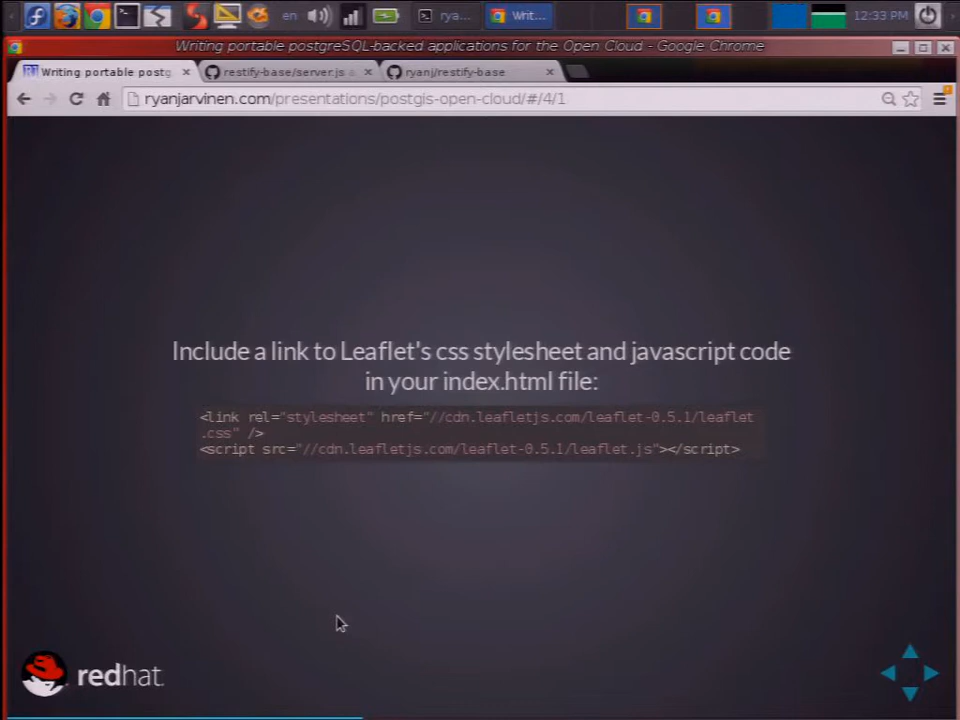 en
rya...
Writ...
12:33 PM
Writing portable postgreSQL-backed applications for the Open Cloud - Google Chrome
Writing portable postg
restify-base/server.js
ryanj/restify-base
ryanjarvinen.com/presentations/postgis-open-cloud/#/4/1
Include a link to Leaflet's css stylesheet and javascript code
in your index.html file:
<link rel="stylesheet" href="//cdn.leafletjs.com/leaflet-0.5.1/leaflet
.css" />
<script src="//cdn.leafletjs.com/leaflet-0.5.1/leaflet.js"></script>
redhat.